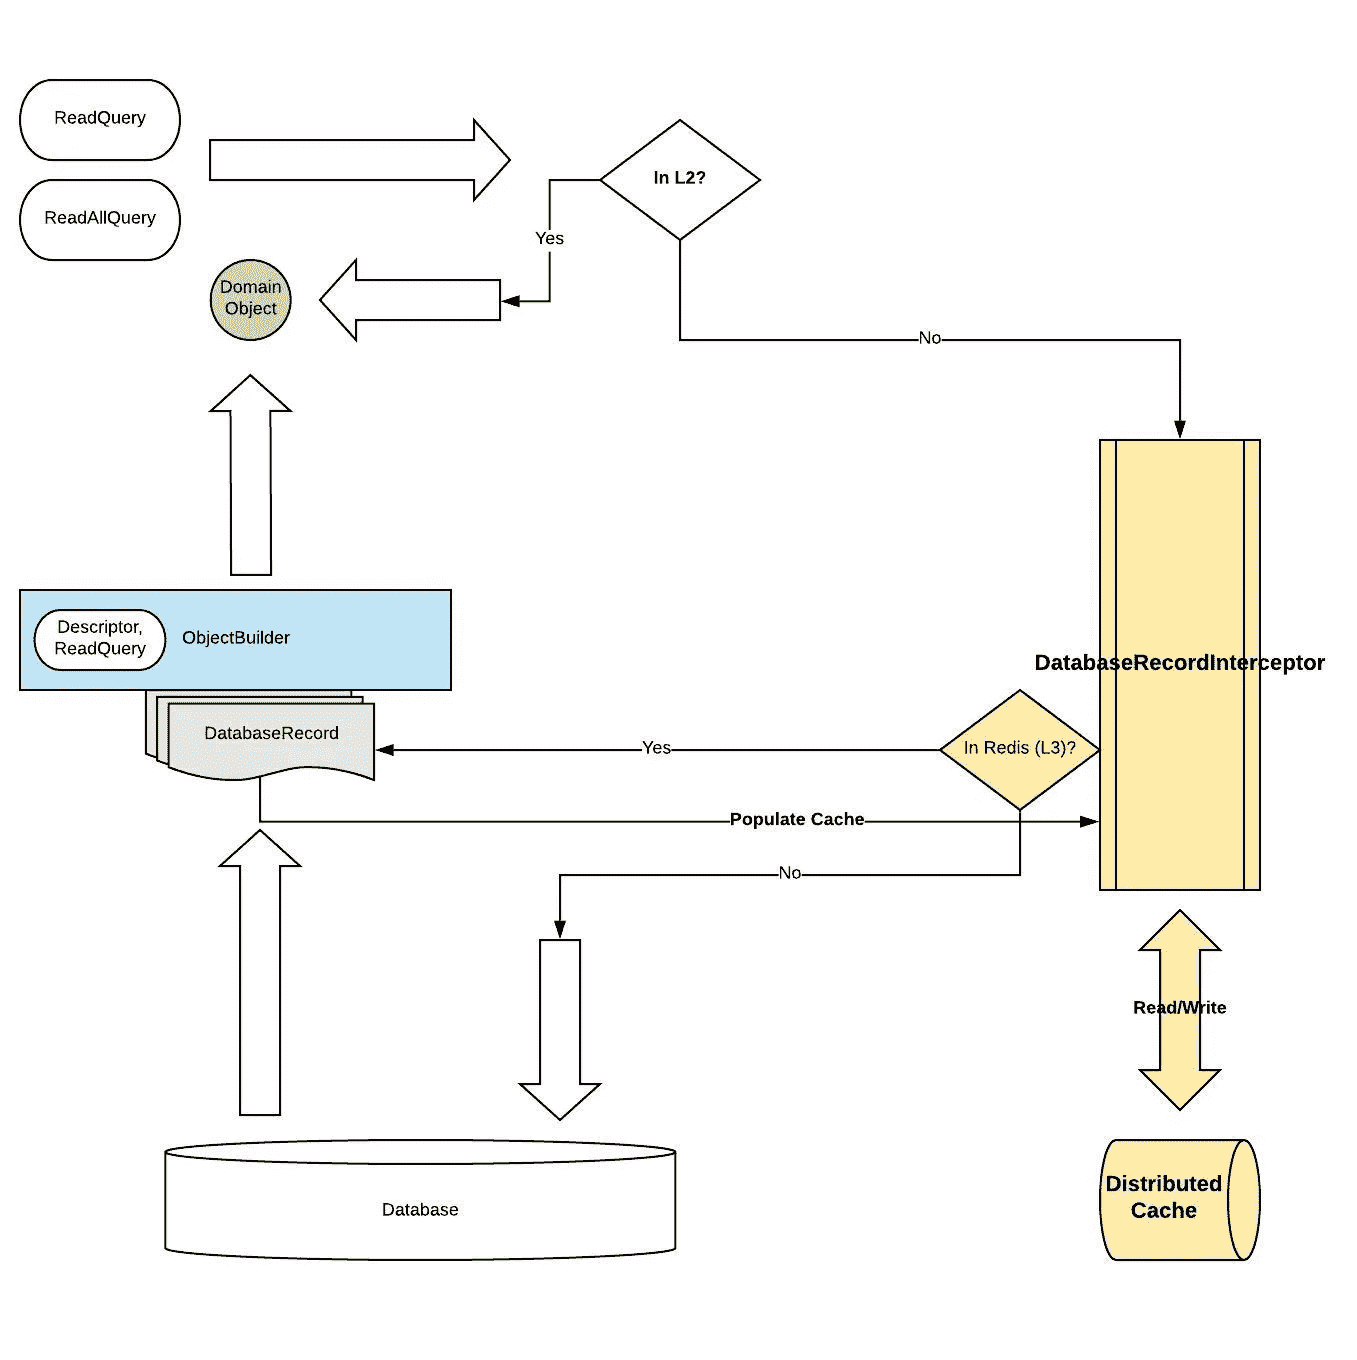 ReadQuery
ReadAllQuery
In L2?
Yes
Domain
Object
No
Descriptor,
ReadQuery
ObjectBuilder
DatabaseRecordInterceptor
DatabaseRecord
Yes
In Redis (L3)?
Populate Cache
No
Read/Write
Database
Distributed
Cache